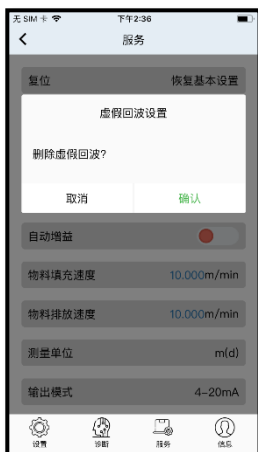 无 SIM 卡 下午2:36
服务
复位 恢复基本设置
虚假回波设置
删除虚假回波?
取消 确认
自动增益
物料填充速度 10.000m/min
物料排放速度 10.000m/min
测量单位 m(d)
输出模式 4-20mA
设置 诊断 服务 信息